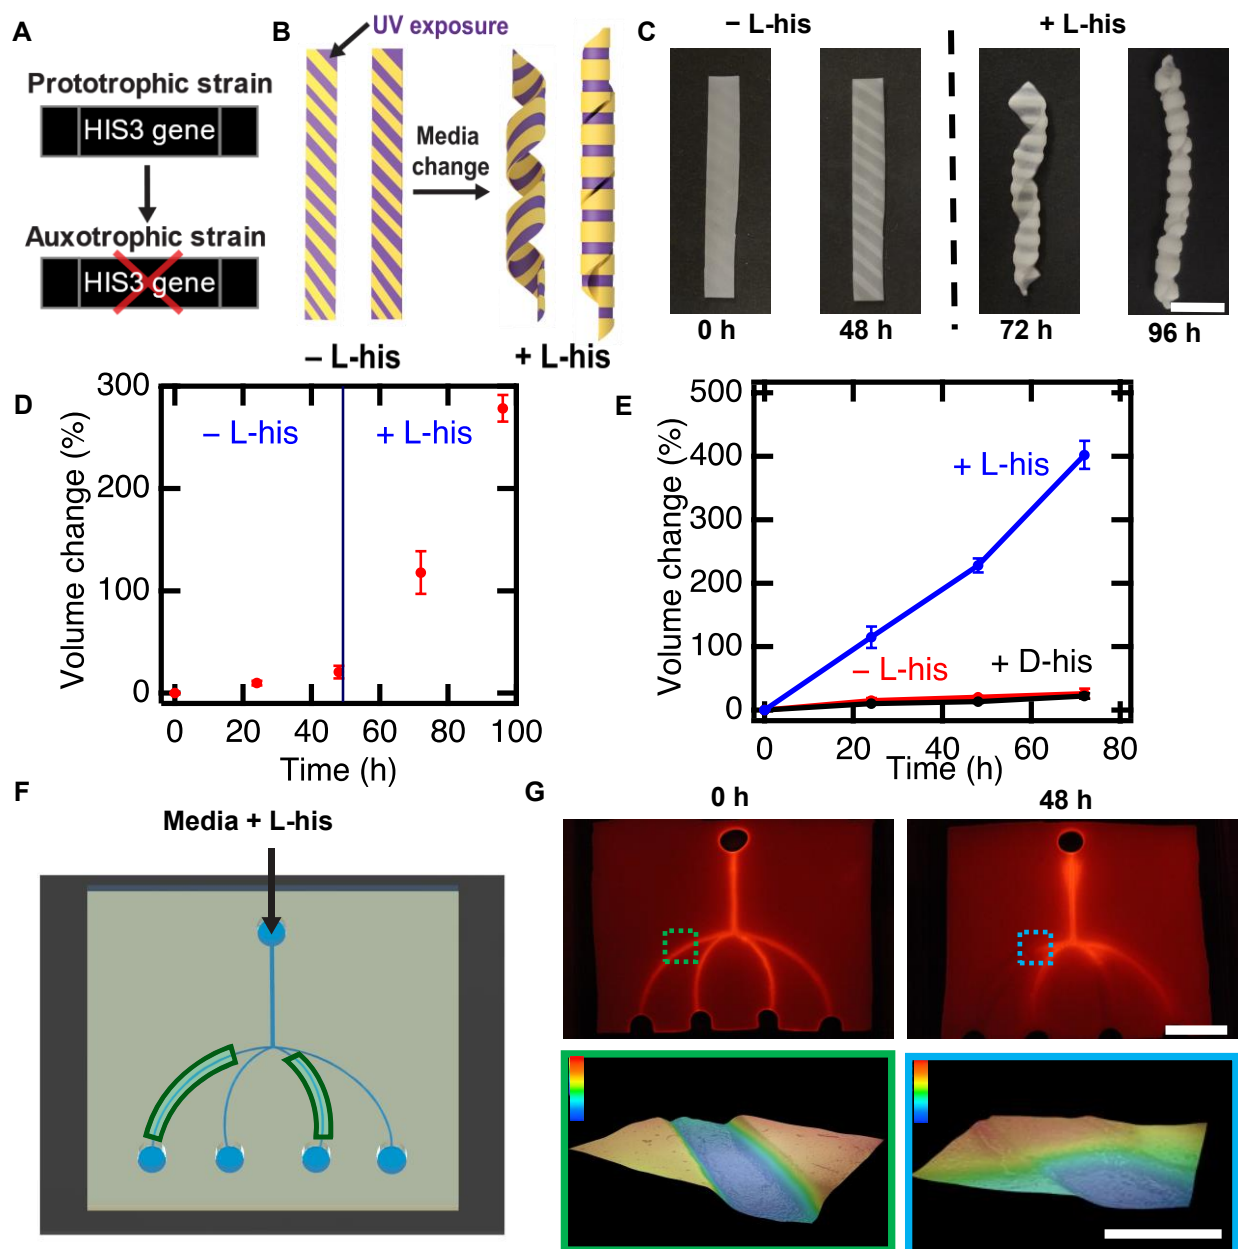 A
Prototrophic strain
HIS3 gene
Auxotrophic strain
HIS3 gene
B
UV exposure
Media
change
– L-his
+ L-his
C
– L-his
+ L-his
0 h
48 h
72 h
96 h
D
Volume change (%)
300
200
100
0
– L-his
+ L-his
0 20 40 60 80 100
Time (h)
E
Volume change (%)
500
400
300
200
100
0
+ L-his
– L-his
+ D-his
0 20 40 60 80
Time (h)
F
Media + L-his
G
0 h
48 h